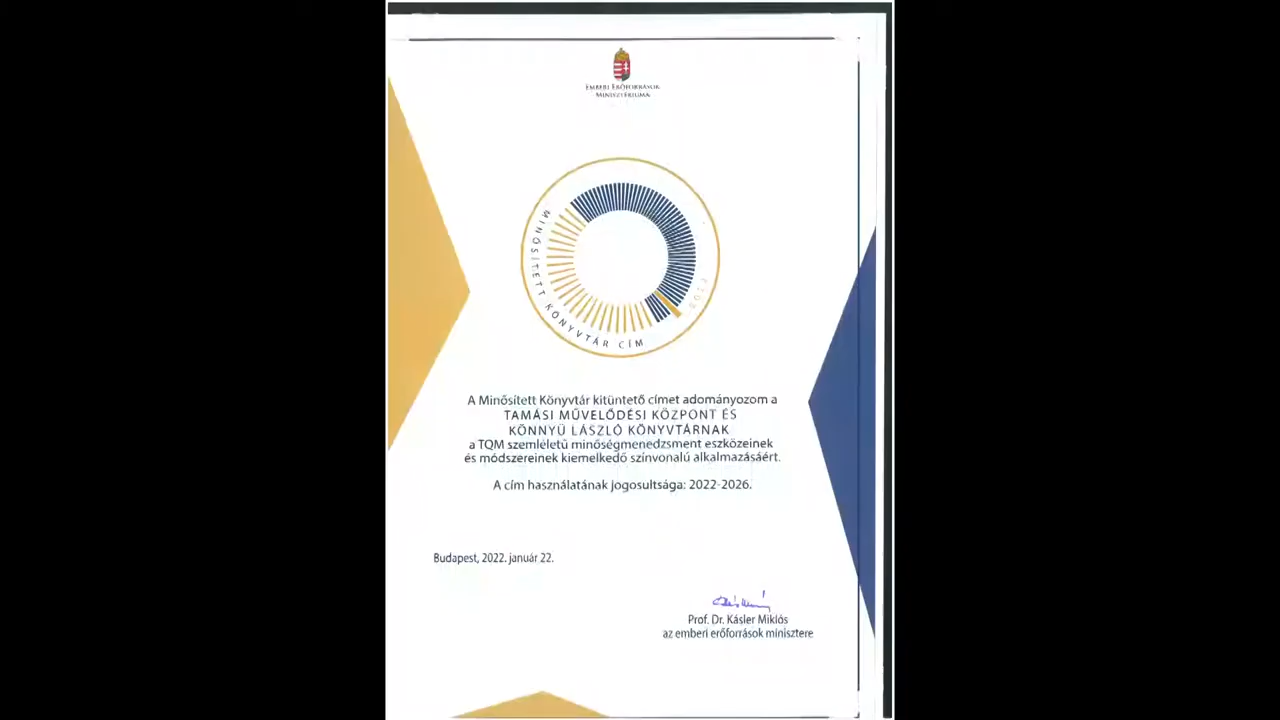 EMBERI ERŐFORRÁSOK
MINISZTÉRIUMA
MINŐSÍTETT KÖNYVTÁR CÍM
2022
A Minősített Könyvtár kitüntető címet adományozom a
TAMÁSI MŰVELŐDÉSI KÖZPONT ÉS
KÖNNYŰ LÁSZLÓ KÖNYVTÁRNAK
a TQM szemléletű minőségmenedzsment eszközeinek
és módszereinek kiemelkedő színvonalú alkalmazásáért.
A cím használatának jogosultsága: 2022-2026.
Budapest, 2022. január 22.
Prof. Dr. Kásler Miklós
az emberi erőforrások minisztere